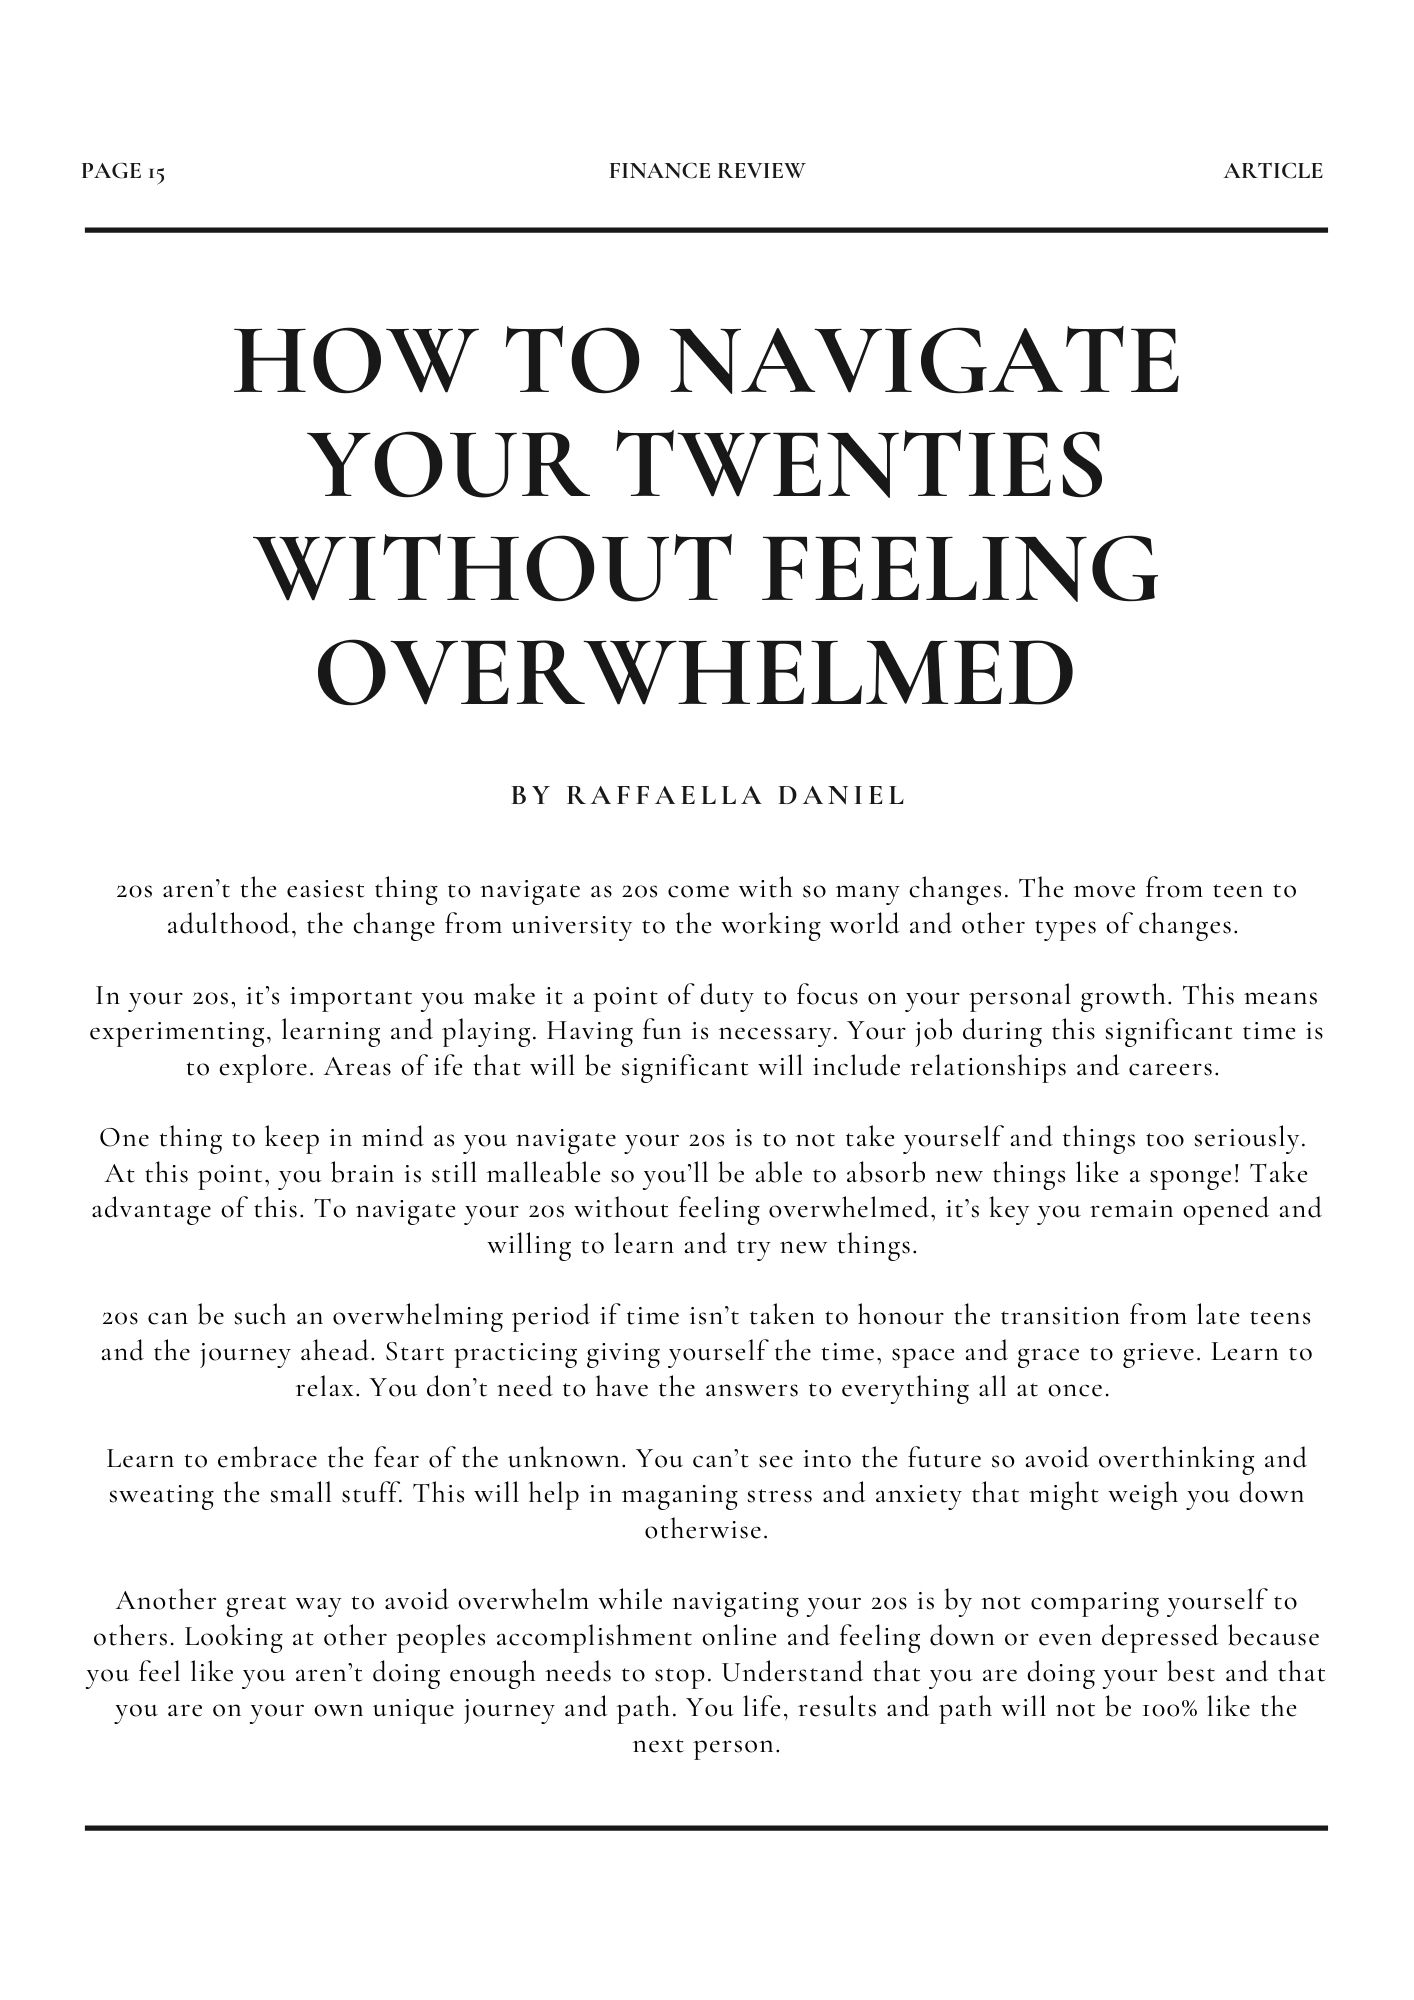 PAGE 15
FINANCE REVIEW
ARTICLE
HOW TO NAVIGATE
YOUR TWENTIES
WITHOUT FEELING
OVERWHELMED
BY RAFFAELLA DANIEL
20s aren’t the easiest thing to navigate as 20s come with so many changes. The move from teen to
adulthood, the change from university to the working world and other types of changes.
In your 20s, it’s important you make it a point of duty to focus on your personal growth. This means
experimenting, learning and playing. Having fun is necessary. Your job during this significant time is
to explore. Areas of ife that will be significant will include relationships and careers.
One thing to keep in mind as you navigate your 20s is to not take yourself and things too seriously.
At this point, you brain is still malleable so you’ll be able to absorb new things like a sponge! Take
advantage of this. To navigate your 20s without feeling overwhelmed, it’s key you remain opened and
willing to learn and try new things.
20s can be such an overwhelming period if time isn’t taken to honour the transition from late teens
and the journey ahead. Start practicing giving yourself the time, space and grace to grieve. Learn to
relax. You don’t need to have the answers to everything all at once.
Learn to embrace the fear of the unknown. You can’t see into the future so avoid overthinking and
sweating the small stuff. This will help in maganing stress and anxiety that might weigh you down
otherwise.
Another great way to avoid overwhelm while navigating your 20s is by not comparing yourself to
others. Looking at other peoples accomplishment online and feeling down or even depressed because
you feel like you aren’t doing enough needs to stop. Understand that you are doing your best and that
you are on your own unique journey and path. You life, results and path will not be 100% like the
next person.